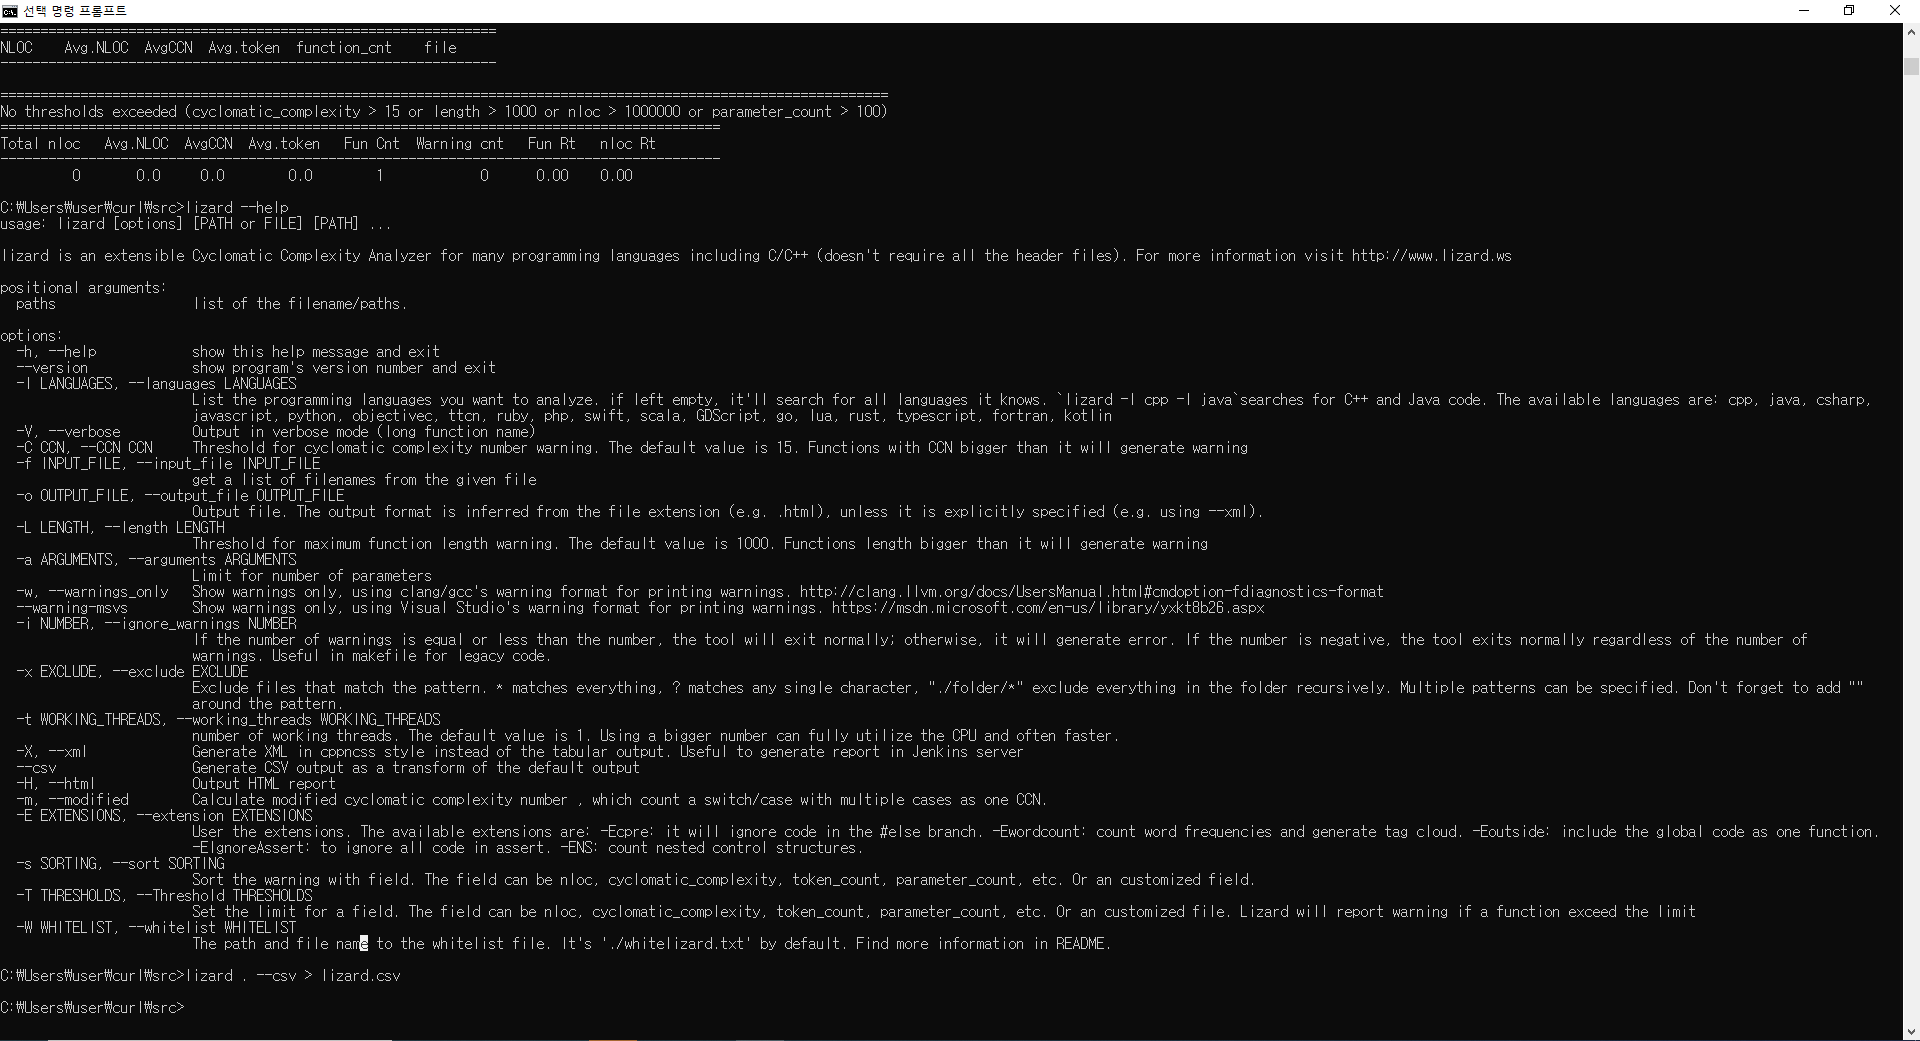 선택 명령 프롬프트
==============================================================
NLOC    Avg.NLOC  AvgCCN  Avg.token  function_cnt    file
--------------------------------------------------------------
===============================================================================================================
No thresholds exceeded (cyclomatic_complexity > 15 or length > 1000 or nloc > 1000000 or parameter_count > 100)
==========================================================================================
Total nloc   Avg.NLOC  AvgCCN  Avg.token   Fun Cnt  Warning cnt   Fun Rt   nloc Rt
------------------------------------------------------------------------------------------
         0       0.0     0.0        0.0       1            0      0.00    0.00
C:₩Users₩user₩curl₩src>lizard --help
usage: lizard [options] [PATH or FILE] [PATH] ...
lizard is an extensible Cyclomatic Complexity Analyzer for many programming languages including C/C++ (doesn't require all the header files). For more information visit http://www.lizard.ws
positional arguments:
  paths                 list of the filename/paths.
options:
  -h, --help            show this help message and exit
  --version             show program's version number and exit
  -l LANGUAGES, --languages LANGUAGES
                        List the programming languages you want to analyze. if left empty, it'll search for all languages it knows. `lizard -l cpp -l java`searches for C++ and Java code. The available languages are: cpp, java, csharp,
                        javascript, python, objectivec, ttcn, ruby, php, swift, scala, GDScript, go, lua, rust, typescript, fortran, kotlin
  -V, --verbose         Output in verbose mode (long function name)
  -C CCN, --CCN CCN     Threshold for cyclomatic complexity number warning. The default value is 15. Functions with CCN bigger than it will generate warning
  -f INPUT_FILE, --input_file INPUT_FILE
                        get a list of filenames from the given file
  -o OUTPUT_FILE, --output_file OUTPUT_FILE
                        Output file. The output format is inferred from the file extension (e.g. .html), unless it is explicitly specified (e.g. using --xml).
  -L LENGTH, --length LENGTH
                        Threshold for maximum function length warning. The default value is 1000. Functions length bigger than it will generate warning
  -a ARGUMENTS, --arguments ARGUMENTS
                        Limit for number of parameters
  -w, --warnings_only   Show warnings only, using clang/gcc's warning format for printing warnings. http://clang.llvm.org/docs/UsersManual.html#cmdoption-fdiagnostics-format
  --warning-msvs        Show warnings only, using Visual Studio's warning format for printing warnings. https://msdn.microsoft.com/en-us/library/yxkt8b26.aspx
  -i NUMBER, --ignore_warnings NUMBER
                        If the number of warnings is equal or less than the number, the tool will exit normally; otherwise, it will generate error. If the number is negative, the tool exits normally regardless of the number of
                        warnings. Useful in makefile for legacy code.
  -x EXCLUDE, --exclude EXCLUDE
                        Exclude files that match the pattern. * matches everything, ? matches any single character, "./folder/*" exclude everything in the folder recursively. Multiple patterns can be specified. Don't forget to add ""
                        around the pattern.
  -t WORKING_THREADS, --working_threads WORKING_THREADS
                        number of working threads. The default value is 1. Using a bigger number can fully utilize the CPU and often faster.
  -X, --xml             Generate XML in cppncss style instead of the tabular output. Useful to generate report in Jenkins server
  --csv                 Generate CSV output as a transform of the default output
  -H, --html            Output HTML report
  -m, --modified        Calculate modified cyclomatic complexity number , which count a switch/case with multiple cases as one CCN.
  -E EXTENSIONS, --extension EXTENSIONS
                        User the extensions. The available extensions are: -Ecpre: it will ignore code in the #else branch. -Ewordcount: count word frequencies and generate tag cloud. -Eoutside: include the global code as one function.
                        -EIgnoreAssert: to ignore all code in assert. -ENS: count nested control structures.
  -s SORTING, --sort SORTING
                        Sort the warning with field. The field can be nloc, cyclomatic_complexity, token_count, parameter_count, etc. Or an customized field.
  -T THRESHOLDS, --Threshold THRESHOLDS
                        Set the limit for a field. The field can be nloc, cyclomatic_complexity, token_count, parameter_count, etc. Or an customized file. Lizard will report warning if a function exceed the limit
  -W WHITELIST, --whitelist WHITELIST
                        The path and file name to the whitelist file. It's './whitelizard.txt' by default. Find more information in README.
C:₩Users₩user₩curl₩src>lizard . --csv > lizard.csv
C:₩Users₩user₩curl₩src>